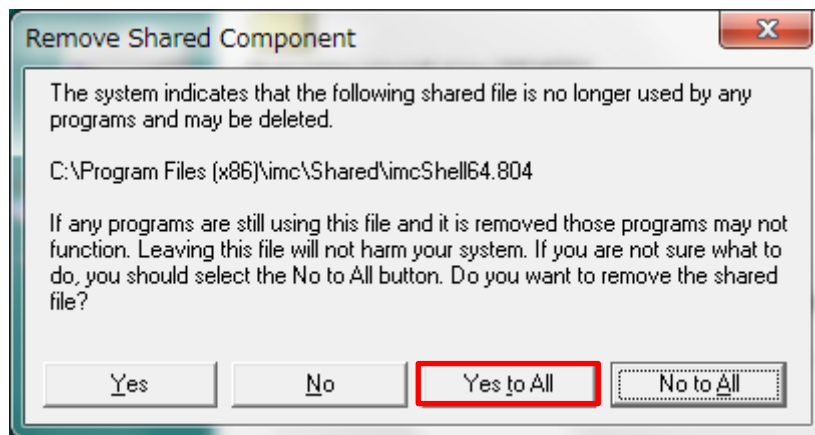 Remove Shared Component
The system indicates that the following shared file is no longer used by any
programs and may be deleted.
C:\Program Files (x86)\imc\Shared\imcShell64.804
If any programs are still using this file and it is removed those programs may not
function. Leaving this file will not harm your system. If you are not sure what to
do, you should select the No to All button. Do you want to remove the shared
file?
Yes No Yes to All No to All